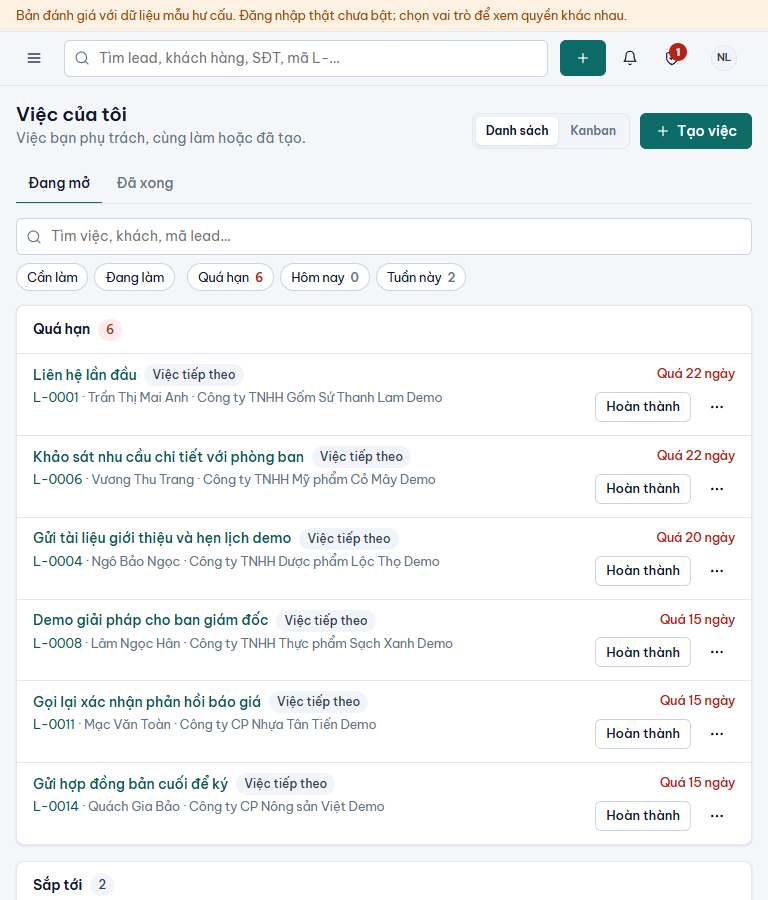 Bản đánh giá với dữ liệu mẫu hư cấu. Đăng nhập thật chưa bật; chọn vai trò để xem quyền khác nhau.
Tìm lead, khách hàng, SĐT, mã L-...
1
NL
Việc của tôi
Việc bạn phụ trách, cùng làm hoặc đã tạo.
Danh sách
Kanban
+ Tạo việc
Đang mở
Đã xong
Tìm việc, khách, mã lead...
Cần làm
Đang làm
Quá hạn 6
Hôm nay 0
Tuần này 2
Quá hạn 6
Liên hệ lần đầu Việc tiếp theo
Quá 22 ngày
L-0001 · Trần Thị Mai Anh · Công ty TNHH Gốm Sứ Thanh Lam Demo
Hoàn thành
Khảo sát nhu cầu chi tiết với phòng ban Việc tiếp theo
Quá 22 ngày
L-0006 · Vương Thu Trang · Công ty TNHH Mỹ phẩm Cỏ Mây Demo
Hoàn thành
Gửi tài liệu giới thiệu và hẹn lịch demo Việc tiếp theo
Quá 20 ngày
L-0004 · Ngô Bảo Ngọc · Công ty TNHH Dược phẩm Lộc Thọ Demo
Hoàn thành
Demo giải pháp cho ban giám đốc Việc tiếp theo
Quá 15 ngày
L-0008 · Lâm Ngọc Hân · Công ty TNHH Thực phẩm Sạch Xanh Demo
Hoàn thành
Gọi lại xác nhận phản hồi báo giá Việc tiếp theo
Quá 15 ngày
L-0011 · Mạc Văn Toàn · Công ty CP Nhựa Tân Tiến Demo
Hoàn thành
Gửi hợp đồng bản cuối để ký Việc tiếp theo
Quá 15 ngày
L-0014 · Quách Gia Bảo · Công ty CP Nông sản Việt Demo
Hoàn thành
Sắp tới 2